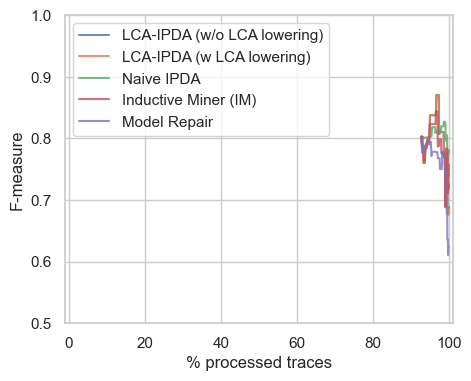 1.0
0.9
0.8
0.7
0.6
0.5
F-measure
LCA-IPDA (w/o LCA lowering)
LCA-IPDA (w LCA lowering)
Naive IPDA
Inductive Miner (IM)
Model Repair
0 20 40 60 80 100
% processed traces